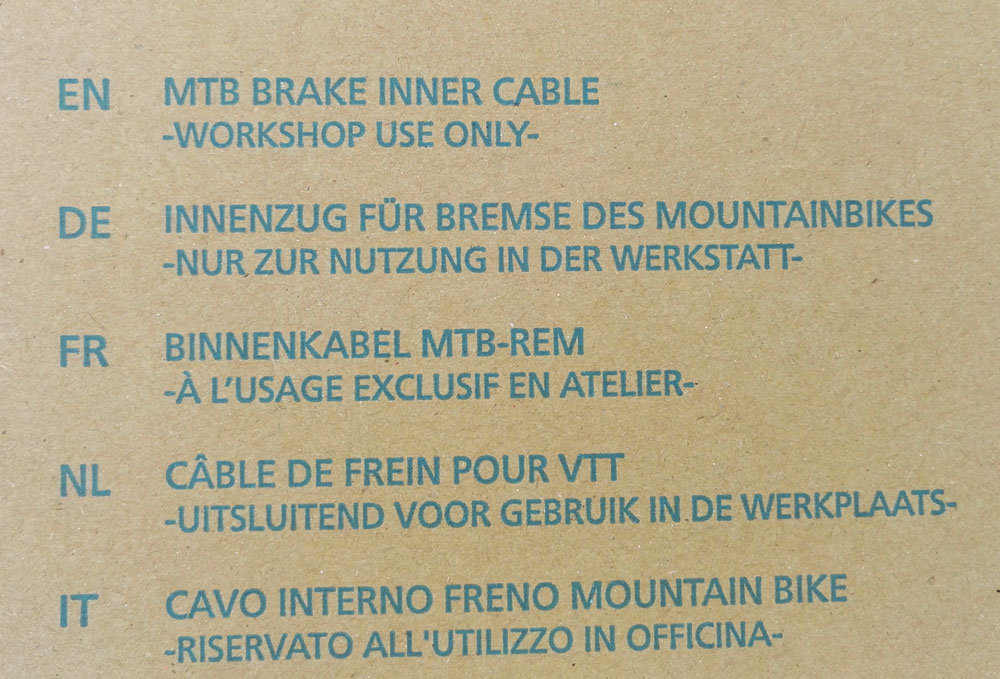 EN MTB BRAKE INNER CABLE
-WORKSHOP USE ONLY-
DE INNENZUG FÜR BREMSE DES MOUNTAINBIKES
-NUR ZUR NUTZUNG IN DER WERKSTATT-
FR BINNENKABEL MTB-REM
-À L’USAGE EXCLUSIF EN ATELIER-
NL CÂBLE DE FREIN POUR VTT
-UITSLUITEND VOOR GEBRUIK IN DE WERKPLAATS-
IT CAVO INTERNO FRENO MOUNTAIN BIKE
-RISERVATO ALL'UTILIZZO IN OFFICINA-